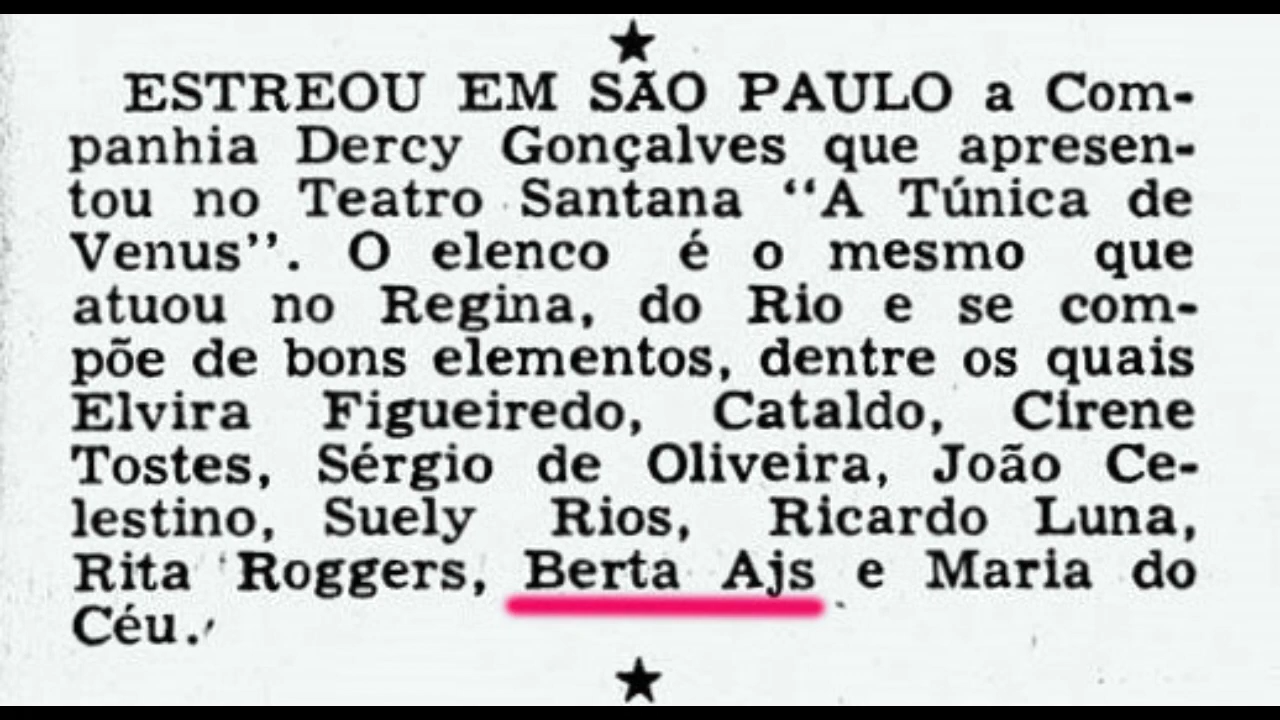 ESTREOU EM SÃO PAULO a Com-
panhia Dercy Gonçalves que apresen-
tou no Teatro Santana “A Túnica de
Venus”. O elenco é o mesmo que
atuou no Regina, do Rio e se com-
põe de bons elementos, dentre os quais
Elvira Figueiredo, Cataldo, Cirene
Tostes, Sérgio de Oliveira, João Ce-
lestino, Suely Rios, Ricardo Luna,
Rita Roggers, Berta Ajs e Maria do
Céu.